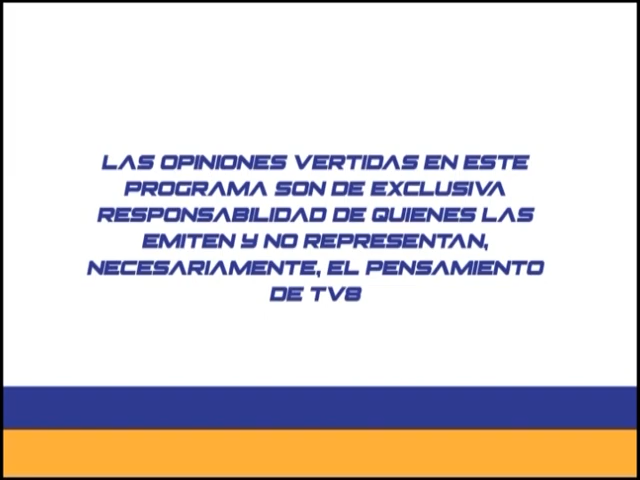 LAS OPINIONES VERTIDAS EN ESTE
PROGRAMA SON DE EXCLUSIVA
RESPONSABILIDAD DE QUIENES LAS
EMITEN Y NO REPRESENTAN,
NECESARIAMENTE, EL PENSAMIENTO
DE TV8